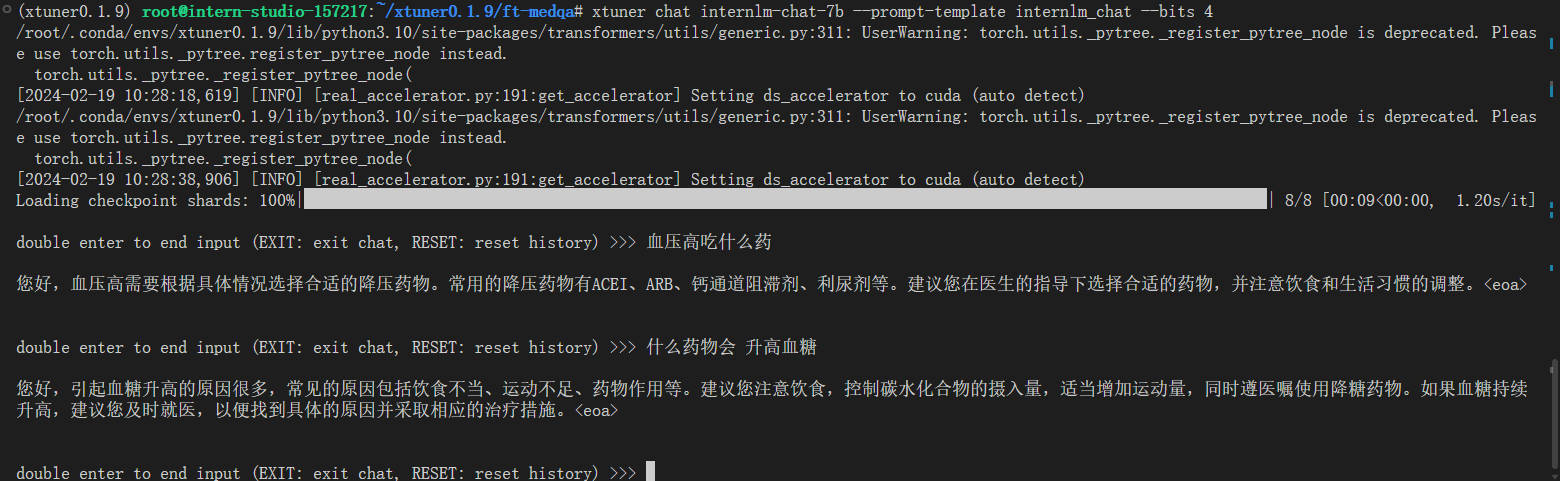 (xtuner0.1.9) root@intern-studio-157217:~/xtuner0.1.9/ft-medqa# xtuner chat internlm-chat-7b --prompt-template internlm_chat --bits 4
/root/.conda/envs/xtuner0.1.9/lib/python3.10/site-packages/transformers/utils/generic.py:311: UserWarning: torch.utils._pytree._register_pytree_node is deprecated. Pleas
e use torch.utils._pytree.register_pytree_node instead.
  torch.utils._pytree._register_pytree_node(
[2024-02-19 10:28:18,619] [INFO] [real_accelerator.py:191:get_accelerator] Setting ds_accelerator to cuda (auto detect)
/root/.conda/envs/xtuner0.1.9/lib/python3.10/site-packages/transformers/utils/generic.py:311: UserWarning: torch.utils._pytree._register_pytree_node is deprecated. Pleas
e use torch.utils._pytree.register_pytree_node instead.
  torch.utils._pytree._register_pytree_node(
[2024-02-19 10:28:38,906] [INFO] [real_accelerator.py:191:get_accelerator] Setting ds_accelerator to cuda (auto detect)
Loading checkpoint shards: 100%| | 8/8 [00:09<00:00,  1.20s/it]
double enter to end input (EXIT: exit chat, RESET: reset history) >>> 血压高吃什么药
您好，血压高需要根据具体情况选择合适的降压药物。常用的降压药物有ACEI、ARB、钙通道阻滞剂、利尿剂等。建议您在医生的指导下选择合适的药物，并注意饮食和生活习惯的调整。<eoa>
double enter to end input (EXIT: exit chat, RESET: reset history) >>> 什么药物会 升高血糖
您好，引起血糖升高的原因很多，常见的原因包括饮食不当、运动不足、药物作用等。建议您注意饮食，控制碳水化合物的摄入量，适当增加运动量，同时遵医嘱使用降糖药物。如果血糖持续
升高，建议您及时就医，以便找到具体的原因并采取相应的治疗措施。<eoa>
double enter to end input (EXIT: exit chat, RESET: reset history) >>>